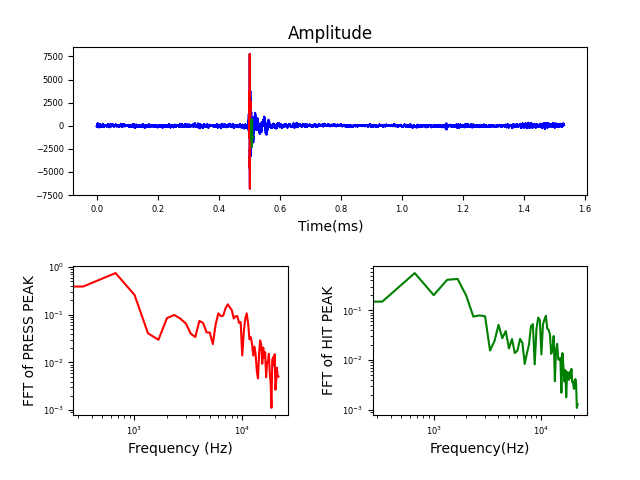 Amplitude
7500
5000
2500
0
−2500
−5000
−7500
0.0 0.2 0.4 0.6 0.8 1.0 1.2 1.4 1.6
Time(ms)
FFT of PRESS PEAK
10⁰
10⁻¹
10⁻²
10⁻³
10³ 10⁴
Frequency (Hz)
FFT of HIT PEAK
10⁻¹
10⁻²
10⁻³
10³ 10⁴
Frequency(Hz)